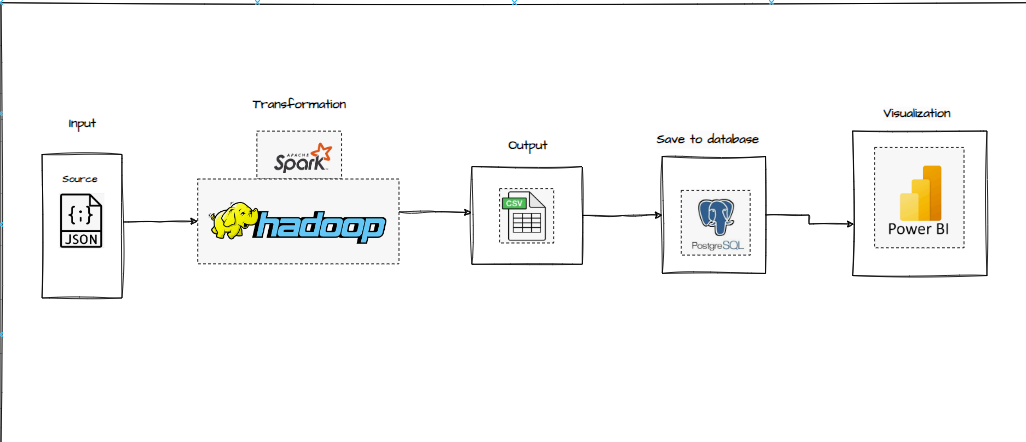 Input
Source
{;}
JSON
Transformation
APACHE
Spark
hadoop
Output
CSV
Save to database
PostgreSQL
Visualization
Power BI